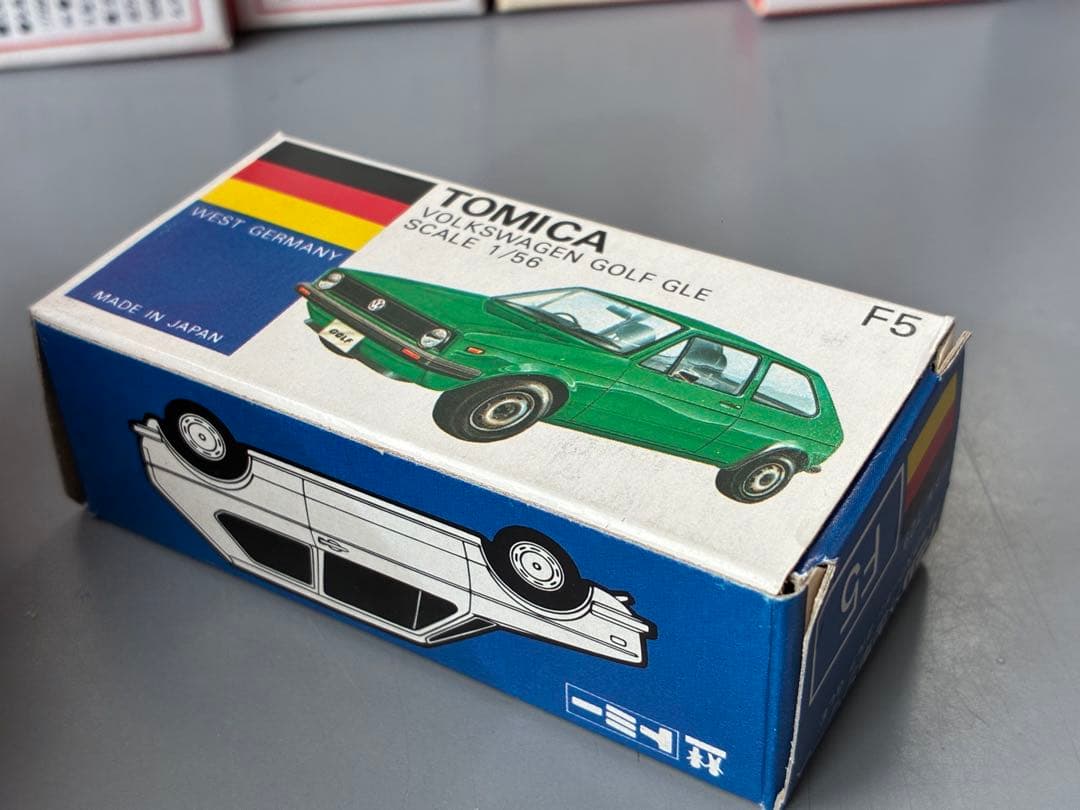 WEST GERMANY
MADE IN JAPAN
TOMICA
VOLKSWAGEN GOLF GLE
SCALE 1/56
F5
GOLF
トミー
F5